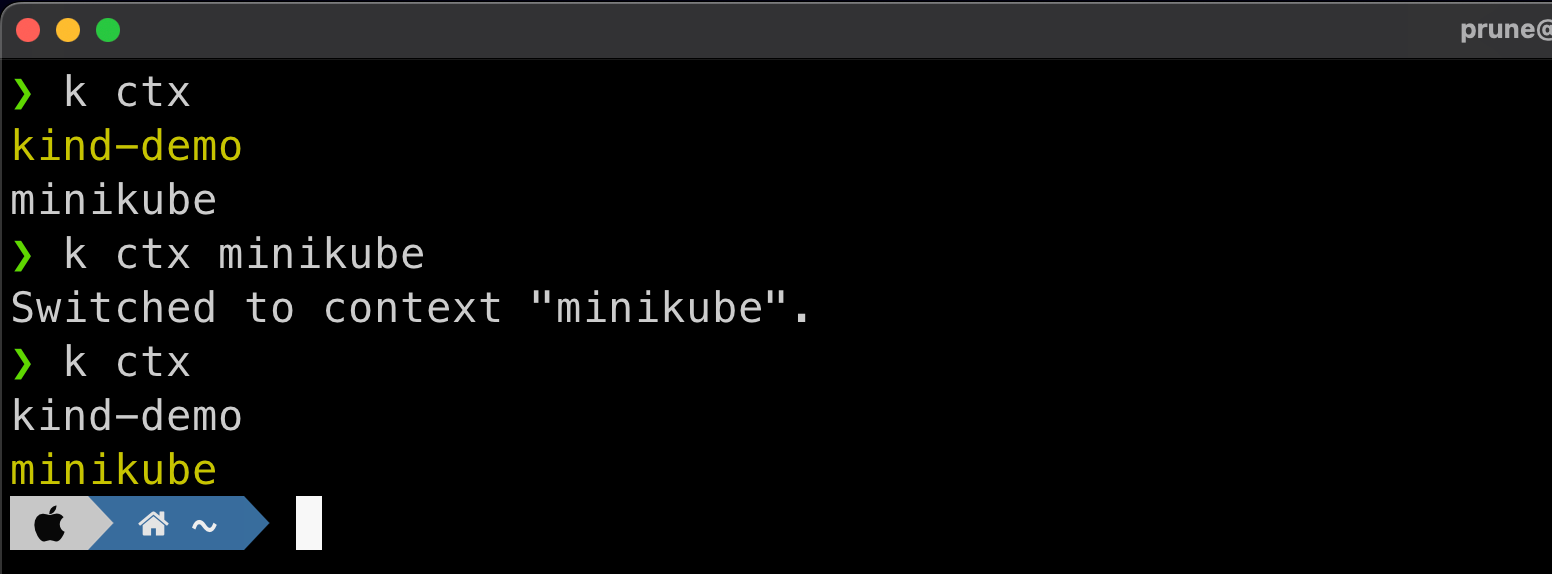 prune@
❯ k ctx
kind-demo
minikube
❯ k ctx minikube
Switched to context "minikube".
❯ k ctx
kind-demo
minikube
~